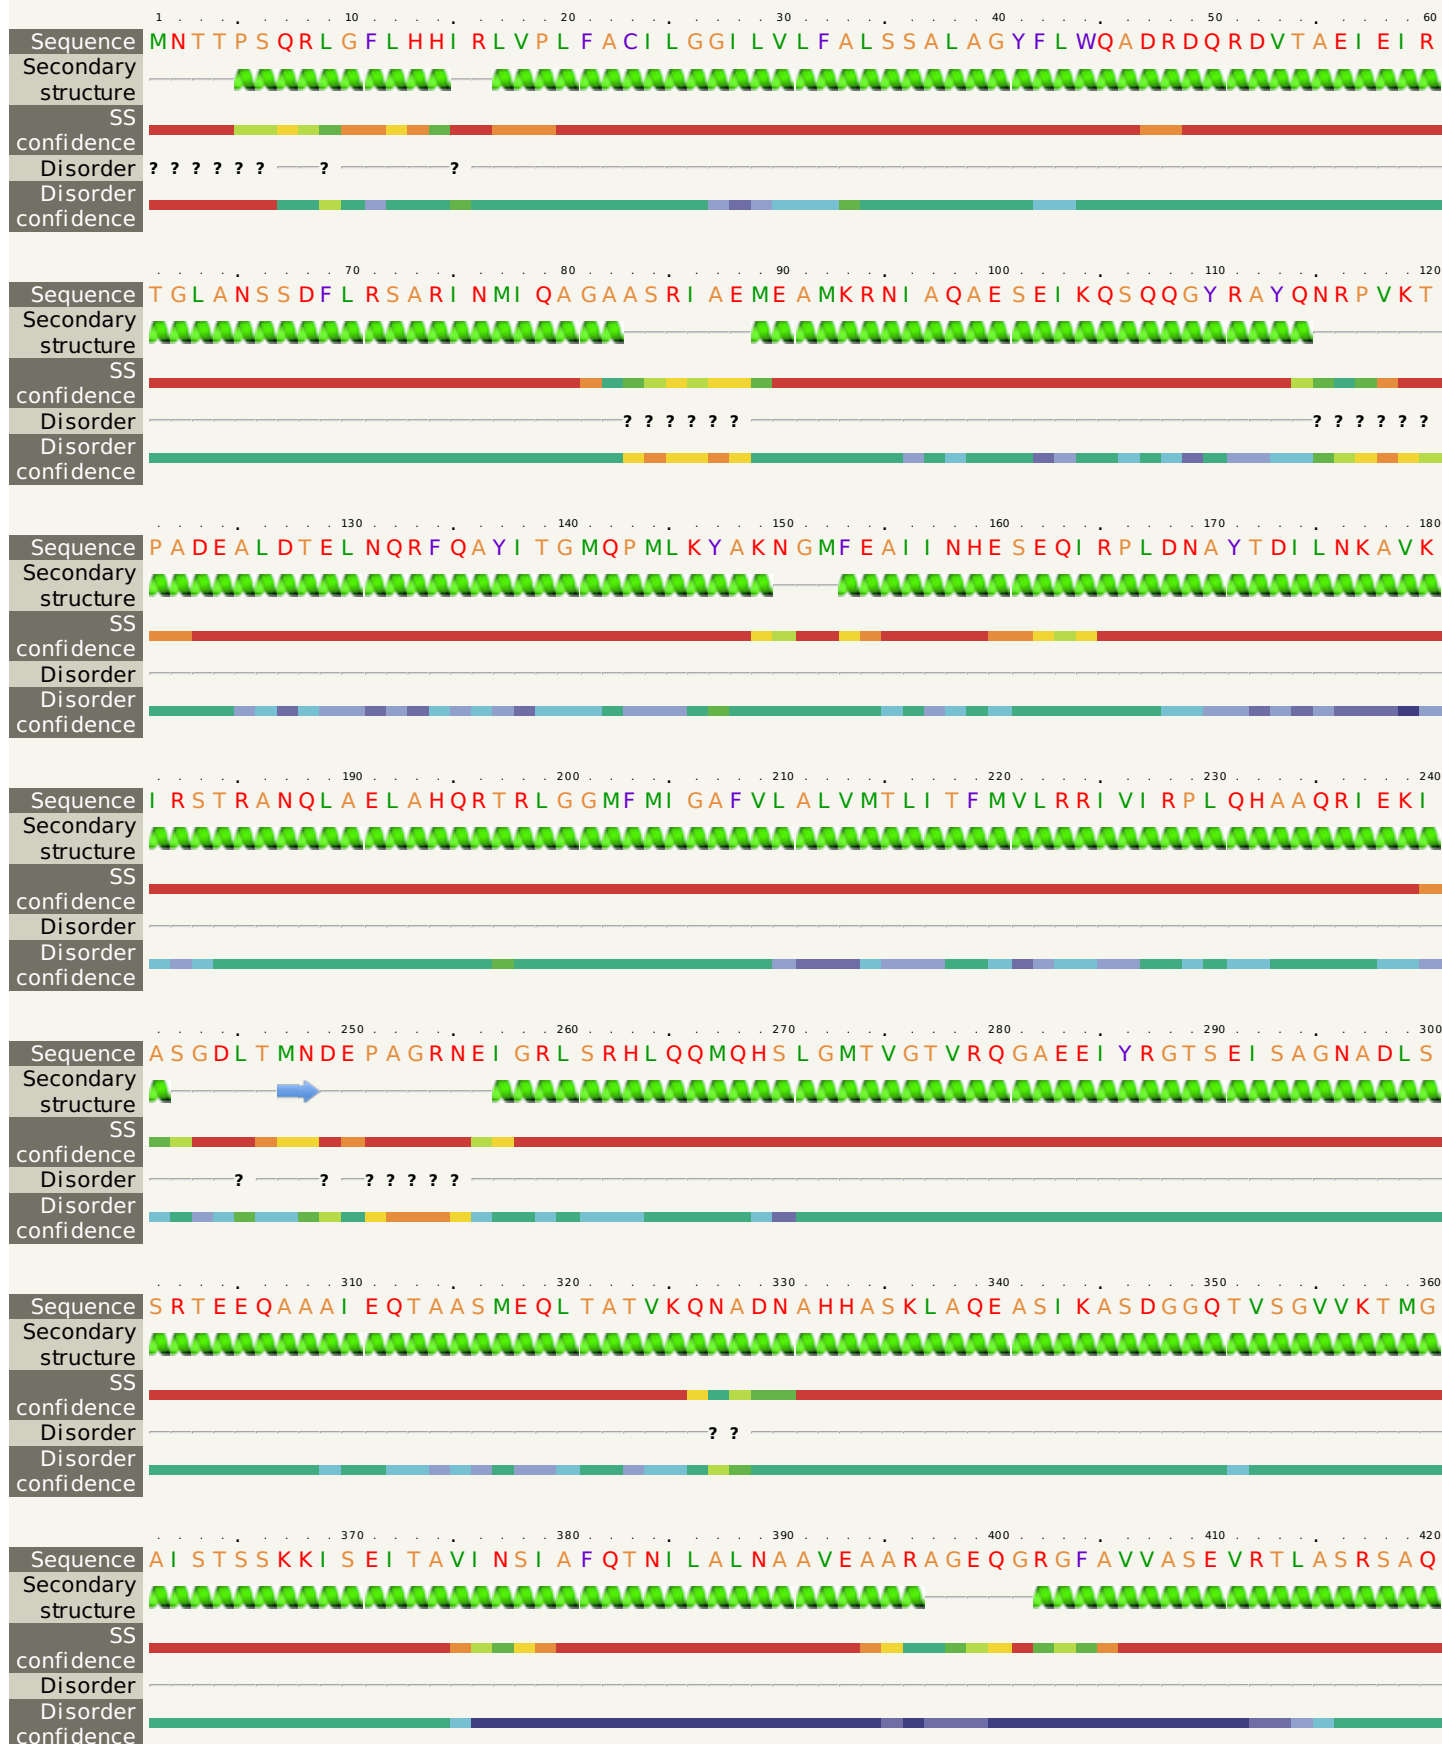 1 10 20 30 40 50 60
Sequence MNTTPSQRLGFLHHIRLVPLFACILGGILVLFALSSALAGYFLWQADRDQRDVTAEIEIR
Secondary
structure
SS
confidence
Disorder ? ? ? ? ? ? ? ?
Disorder
confidence
70 80 90 100 110 120
Sequence TGLANSSDFLRSARINMIQAGAASRIAEMEAMKRNIAQAESEIKQSQQGYRAYQNRPVKT
Secondary
structure
SS
confidence
Disorder ? ? ? ? ? ? ? ? ? ? ? ?
Disorder
confidence
130 140 150 160 170 180
Sequence PADEALDTELNQRFQAYITGMQPMLKYAKNGMFEAIINHESEQIRPLDNAYTDILNKAVK
Secondary
structure
SS
confidence
Disorder
Disorder
confidence
190 200 210 220 230 240
Sequence IRSTRANQLAELAHQRTRLGGMFMIGAFVLALVMTLITFMVLRRIVIRPLQHAAQRIEKI
Secondary
structure
SS
confidence
Disorder
Disorder
confidence
250 260 270 280 290 300
Sequence ASGDLTMNDEPAGRNEIGRLSRHLQQMQHSLGMTVGTVRQGAEEIYRGTSEISAGNADLS
Secondary
structure
SS
confidence
Disorder ? ? ? ? ? ? ?
Disorder
confidence
310 320 330 340 350 360
Sequence SRTEEQAAAIEQTAASMEQLTATVKQNADNAHHASKLAQEASIKASDGGQTVSGVVKTMG
Secondary
structure
SS
confidence
Disorder ? ?
Disorder
confidence
370 380 390 400 410 420
Sequence AISTSSKKISEITAVINSIAFQTNILALNAAVEAARAGEQGRGFAVVASEVRTLASRSAQ
Secondary
structure
SS
confidence
Disorder
Disorder
confidence